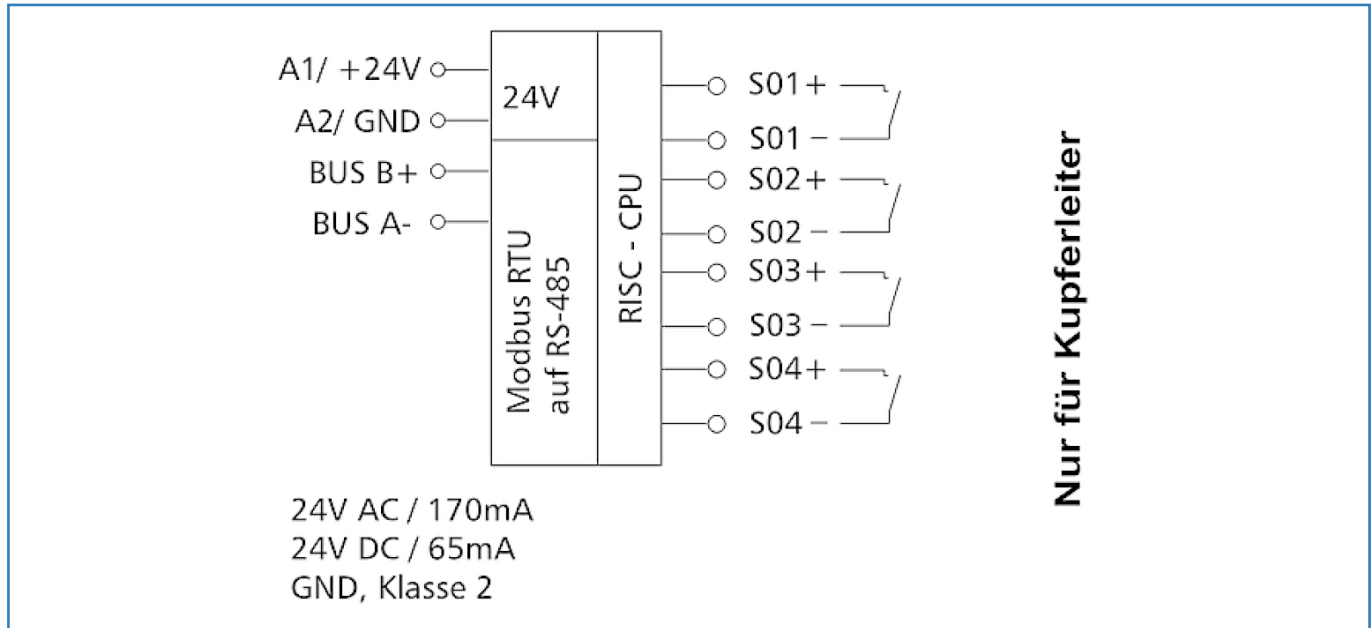 A1/ +24V
A2/ GND
BUS B+
BUS A-
24V
Modbus RTU
auf RS-485
RISC - CPU
S01+
S01 –
S02+
S02 –
S03+
S03 –
S04+
S04 –
Nur für Kupferleiter
24V AC / 170mA
24V DC / 65mA
GND, Klasse 2